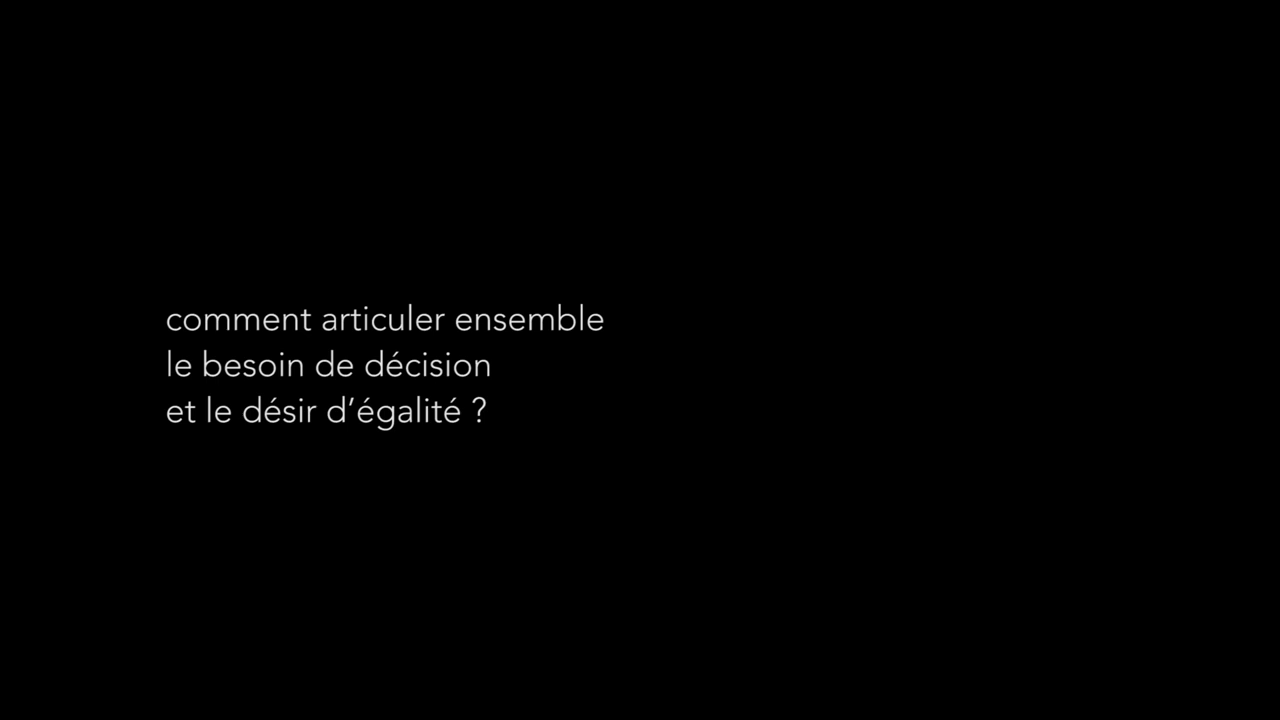 comment articuler ensemble
le besoin de décision
et le désir d’égalité ?